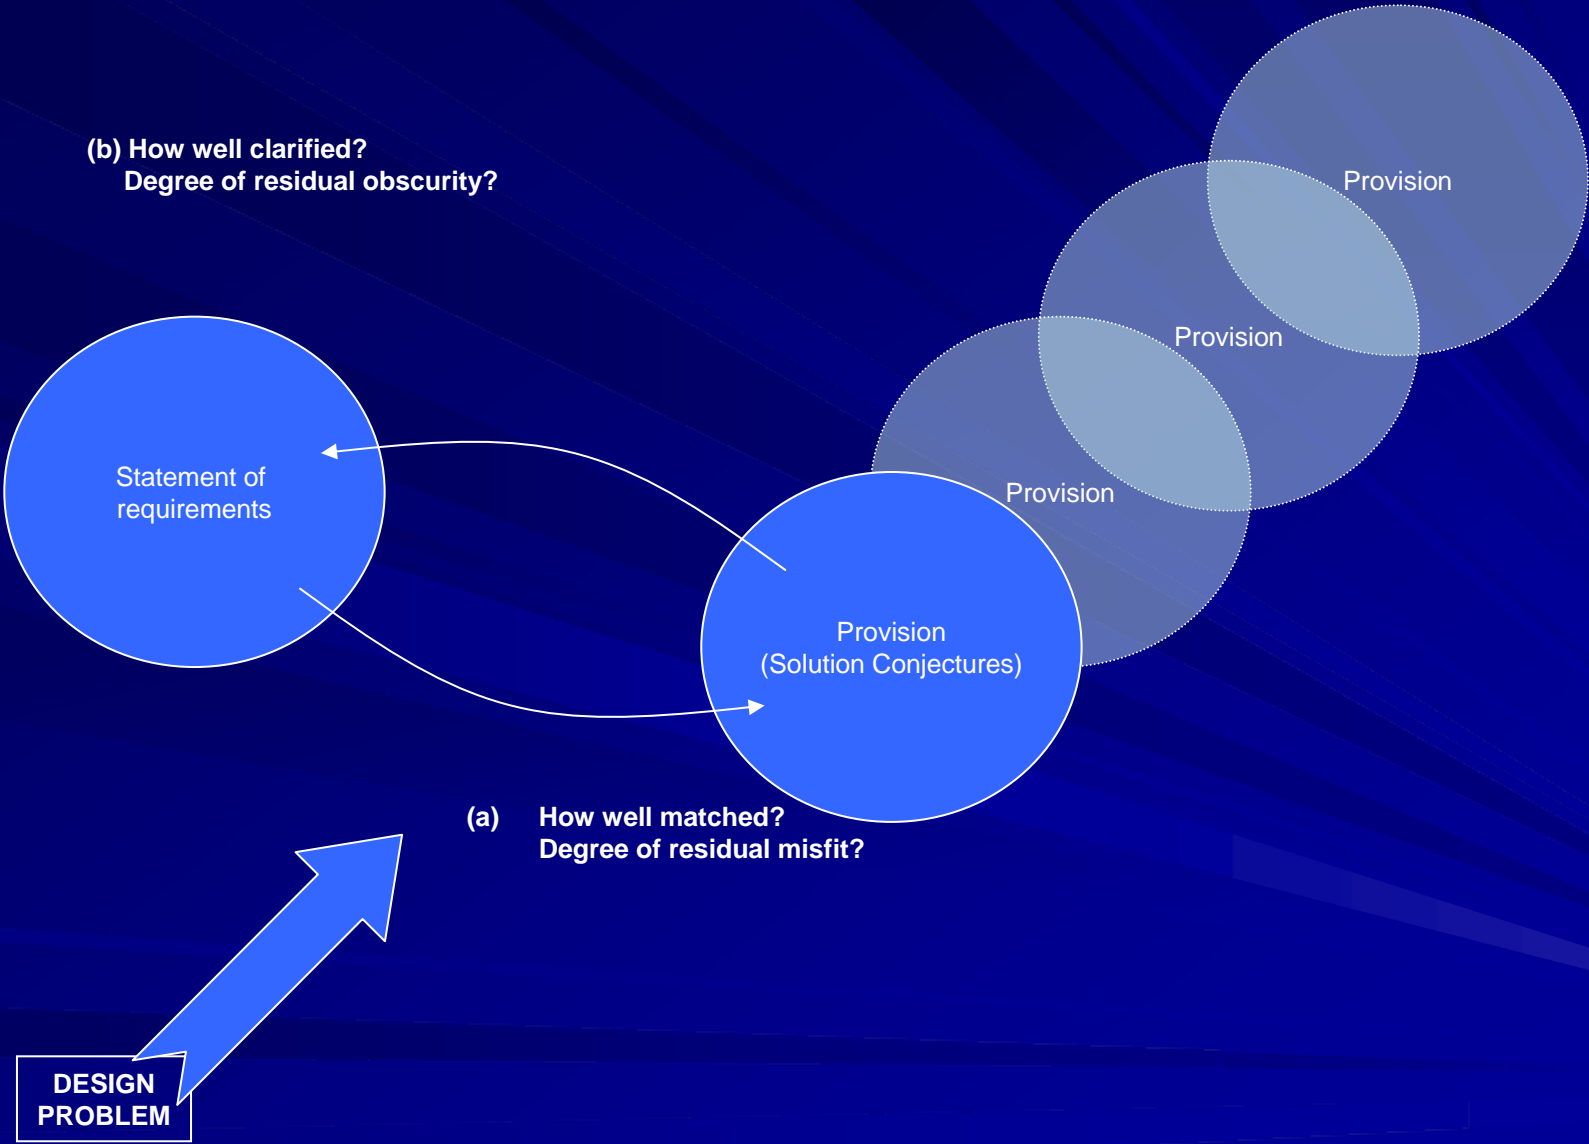 (b) How well clarified?
Degree of residual obscurity?
Provision
Provision
Provision
Statement of
requirements
Provision
(Solution Conjectures)
(a) How well matched?
Degree of residual misfit?
DESIGN
PROBLEM